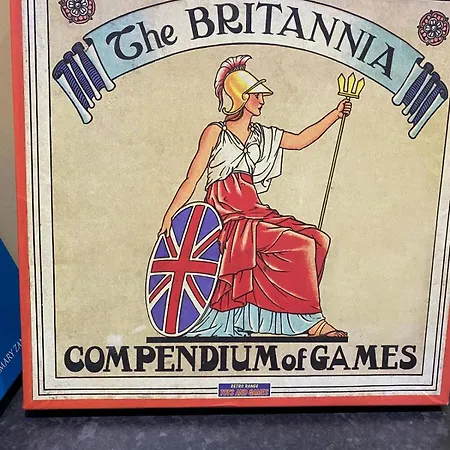 The BRITANNIA
COMPENDIUM of GAMES
RETRO RANGE
TOYS AND GAMES